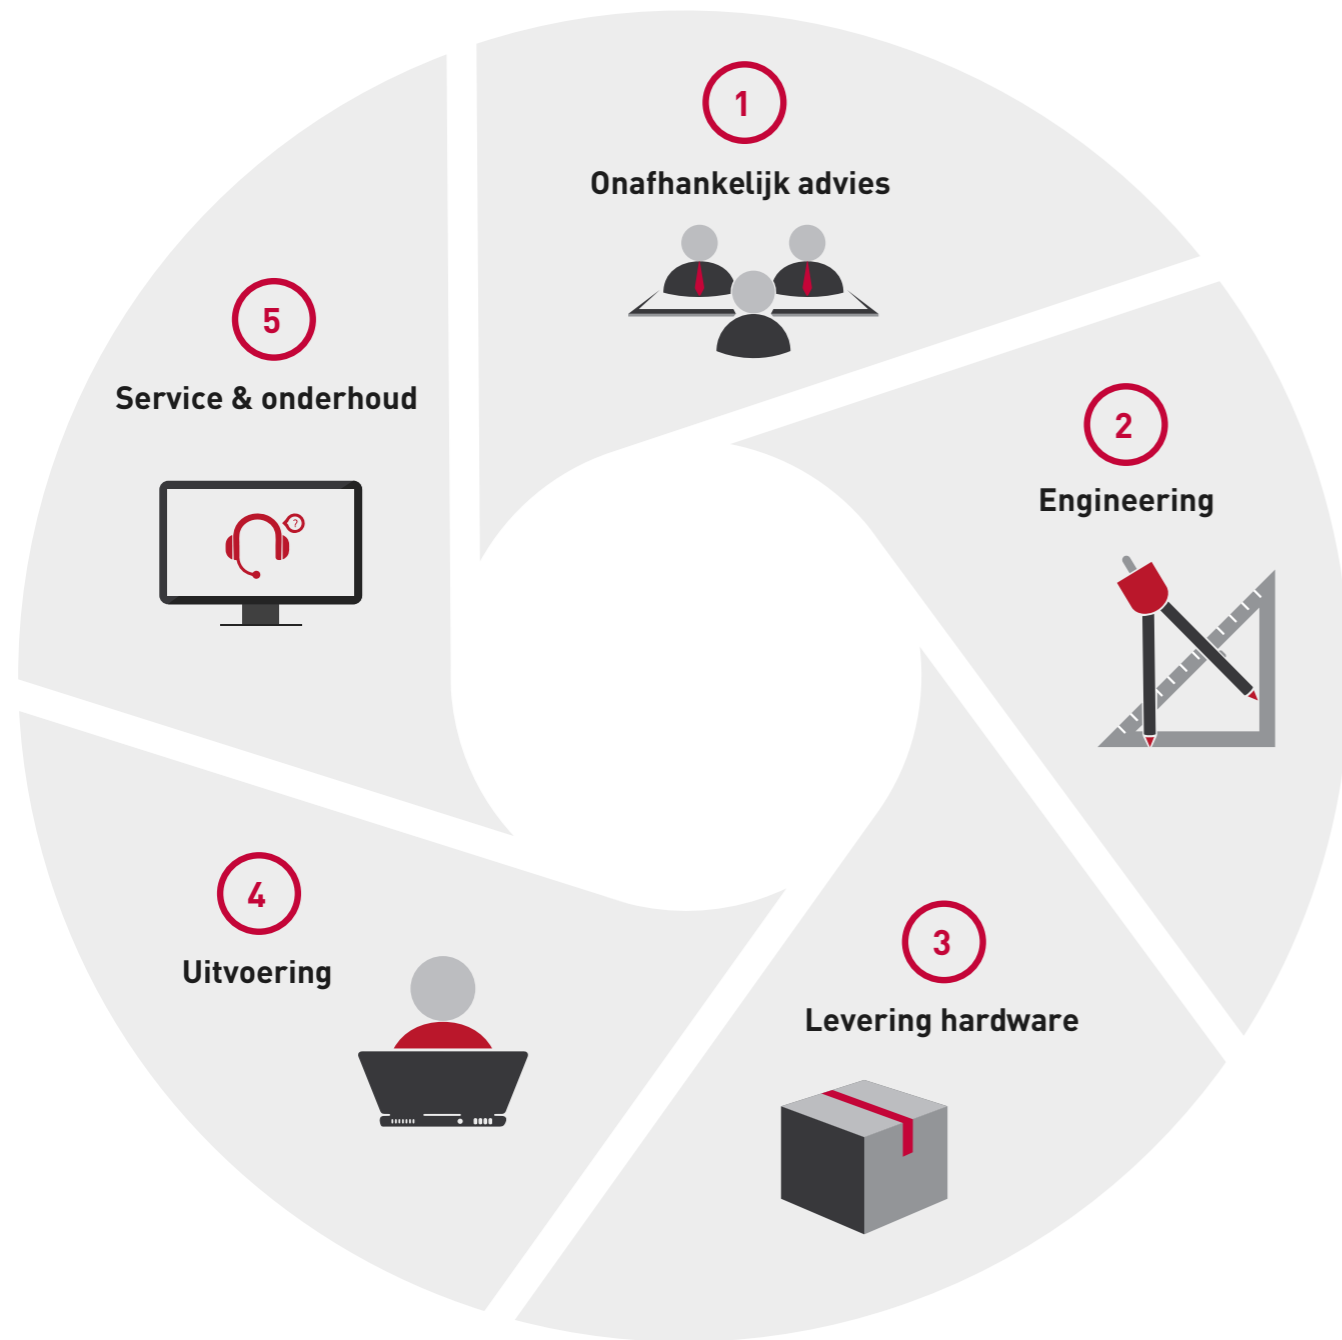 1
Onafhankelijk advies
2
Engineering
3
Levering hardware
4
Uitvoering
5
Service & onderhoud
?